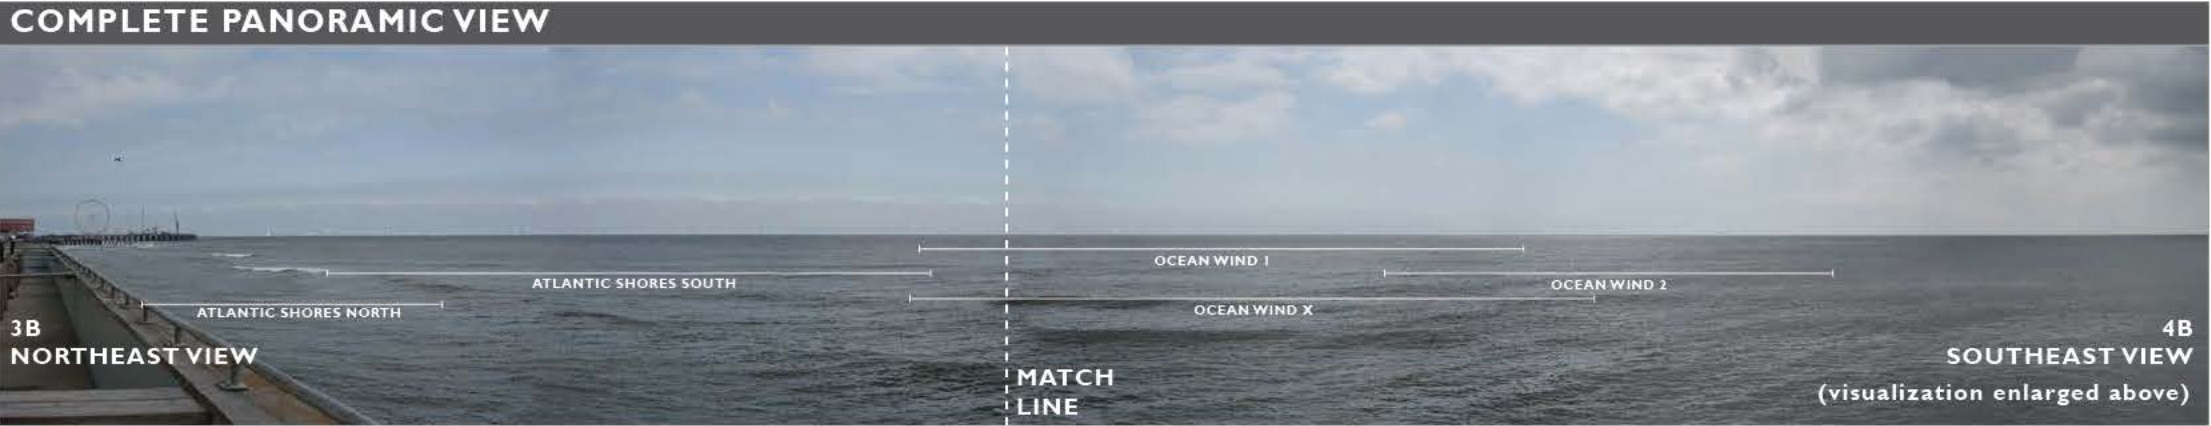 COMPLETE PANORAMIC VIEW
OCEAN WIND 1
ATLANTIC SHORES SOUTH
OCEAN WIND 2
ATLANTIC SHORES NORTH
OCEAN WIND X
3B
NORTHEAST VIEW
MATCH
LINE
4B
SOUTHEAST VIEW
(visualization enlarged above)